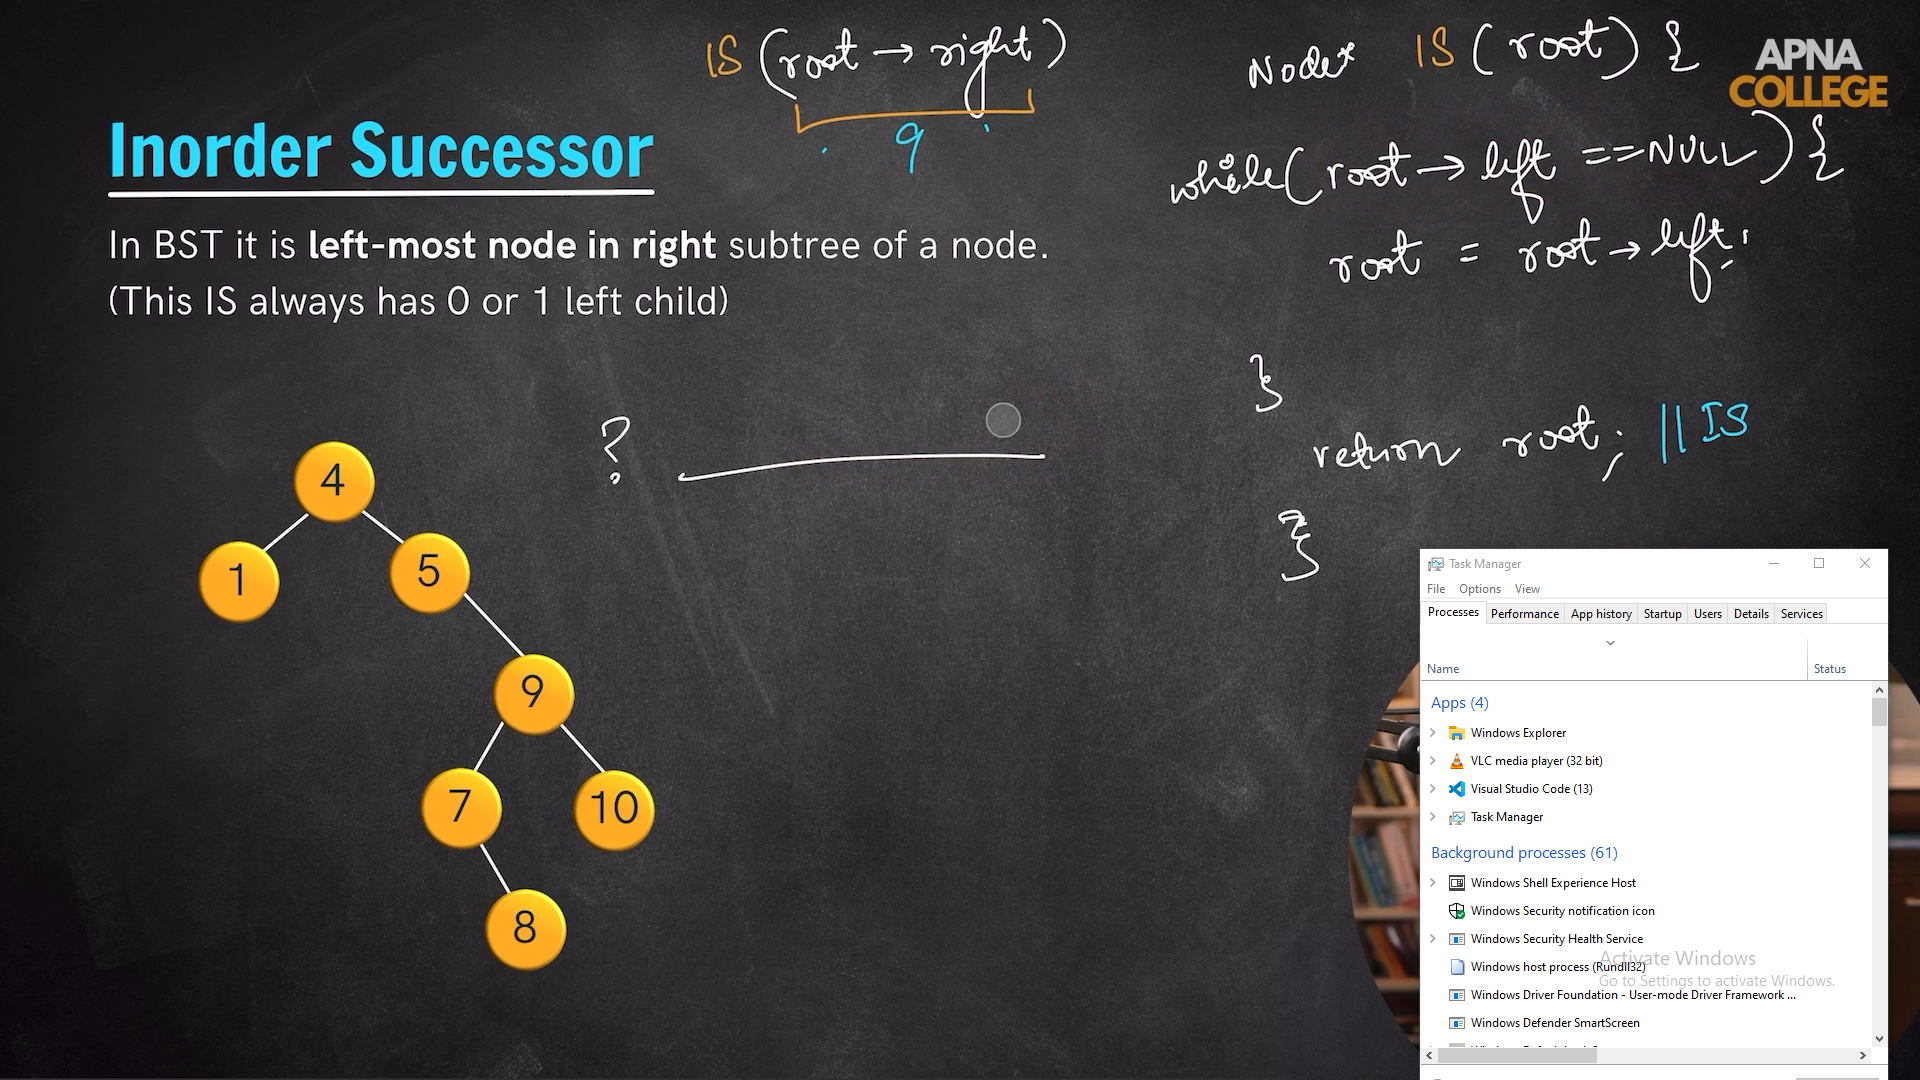 IS (root → right)
9
Node* IS (root) {
while(root → left ==NULL) {
root = root → left;
}
return root; ||IS
}
APNA
COLLEGE
Inorder Successor
In BST it is left-most node in right subtree of a node.
(This IS always has 0 or 1 left child)
?
4
1
5
9
7
10
8
Task Manager
File Options View
Processes Performance App history Startup Users Details Services
Name Status
Apps (4)
Windows Explorer
VLC media player (32 bit)
Visual Studio Code (13)
Task Manager
Background processes (61)
Windows Shell Experience Host
Windows Security notification icon
Windows Security Health Service
Windows host process (Rundll32)
Windows Driver Foundation - User-mode Driver Framework ...
Windows Defender SmartScreen
Activate Windows
Go to Settings to activate Windows.